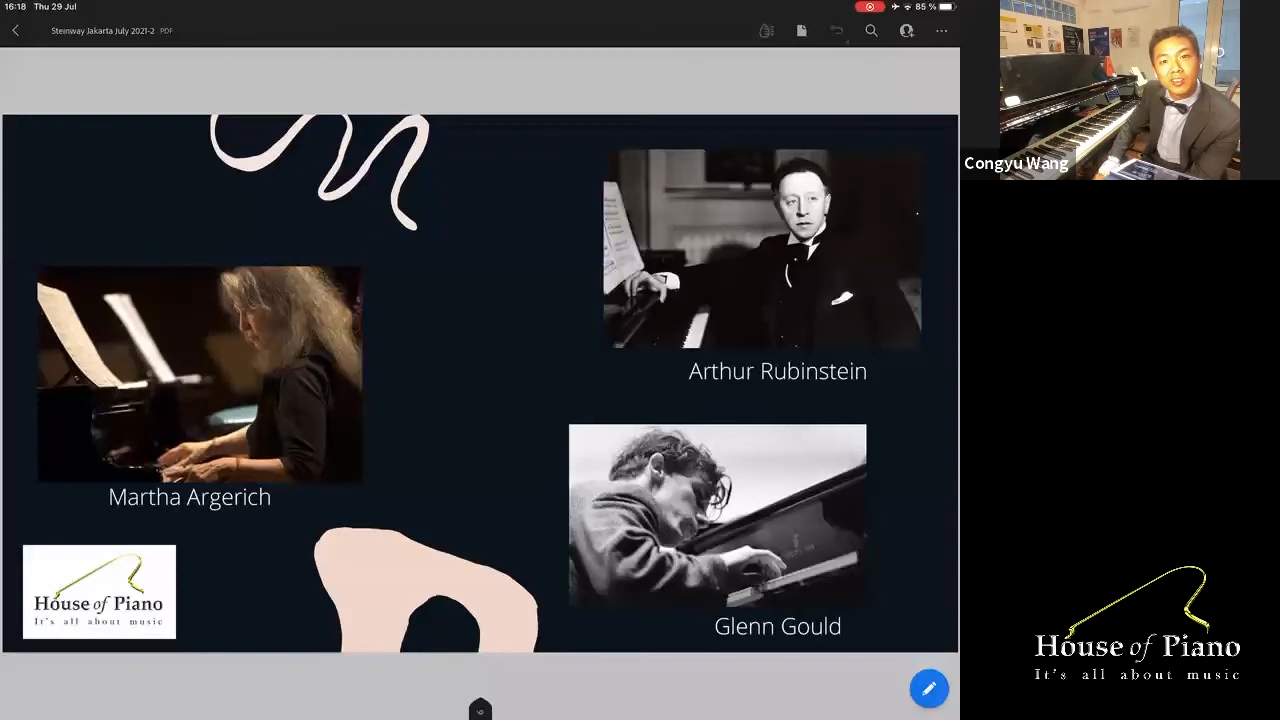 16:18 Thu 29 Jul
85 %
Steinway Jakarta July 2021-2 PDF
Congyu Wang
Arthur Rubinstein
Martha Argerich
Glenn Gould
House of Piano
It's all about music
House of Piano
It's all about music